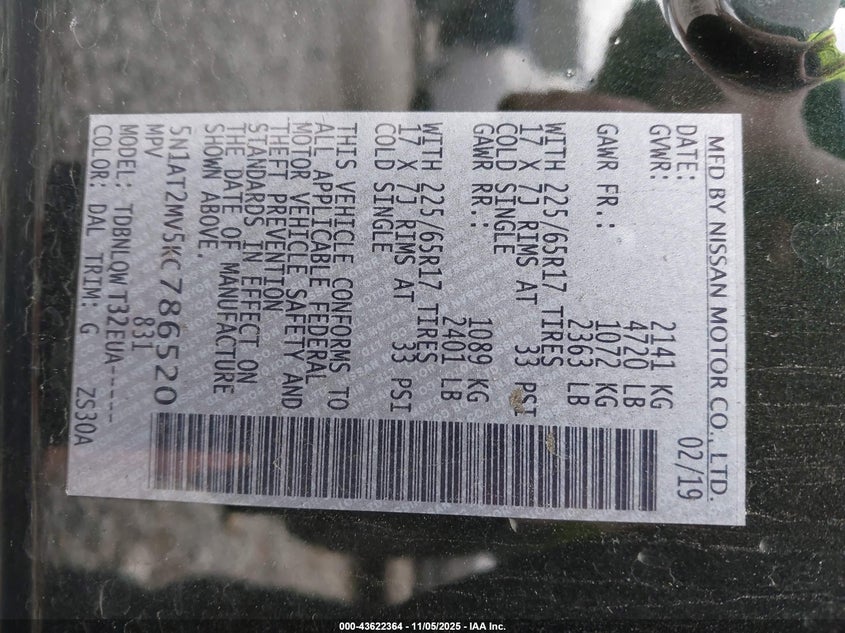 MFD BY NISSAN MOTOR CO., LTD.
DATE: 02/19
GVWR: 2141 KG
4720 LB
GAWR FR.: 1072 KG
2363 LB
WITH 225/65R17 TIRES
17 X 7J RIMS AT 33 PSI
COLD SINGLE
GAWR RR.: 1089 KG
2401 LB
WITH 225/65R17 TIRES
17 X 7J RIMS AT 33 PSI
COLD SINGLE
THIS VEHICLE CONFORMS TO
ALL APPLICABLE FEDERAL
MOTOR VEHICLE SAFETY AND
THEFT PREVENTION
STANDARDS IN EFFECT ON
THE DATE OF MANUFACTURE
SHOWN ABOVE.
5N1AT2MV5KC786520
MPV 831
MODEL: TDBNLQWT32EUA-----
COLOR: DAL TRIM: G ZS30A
000-43622364 - 11/05/2025 - IAA Inc.